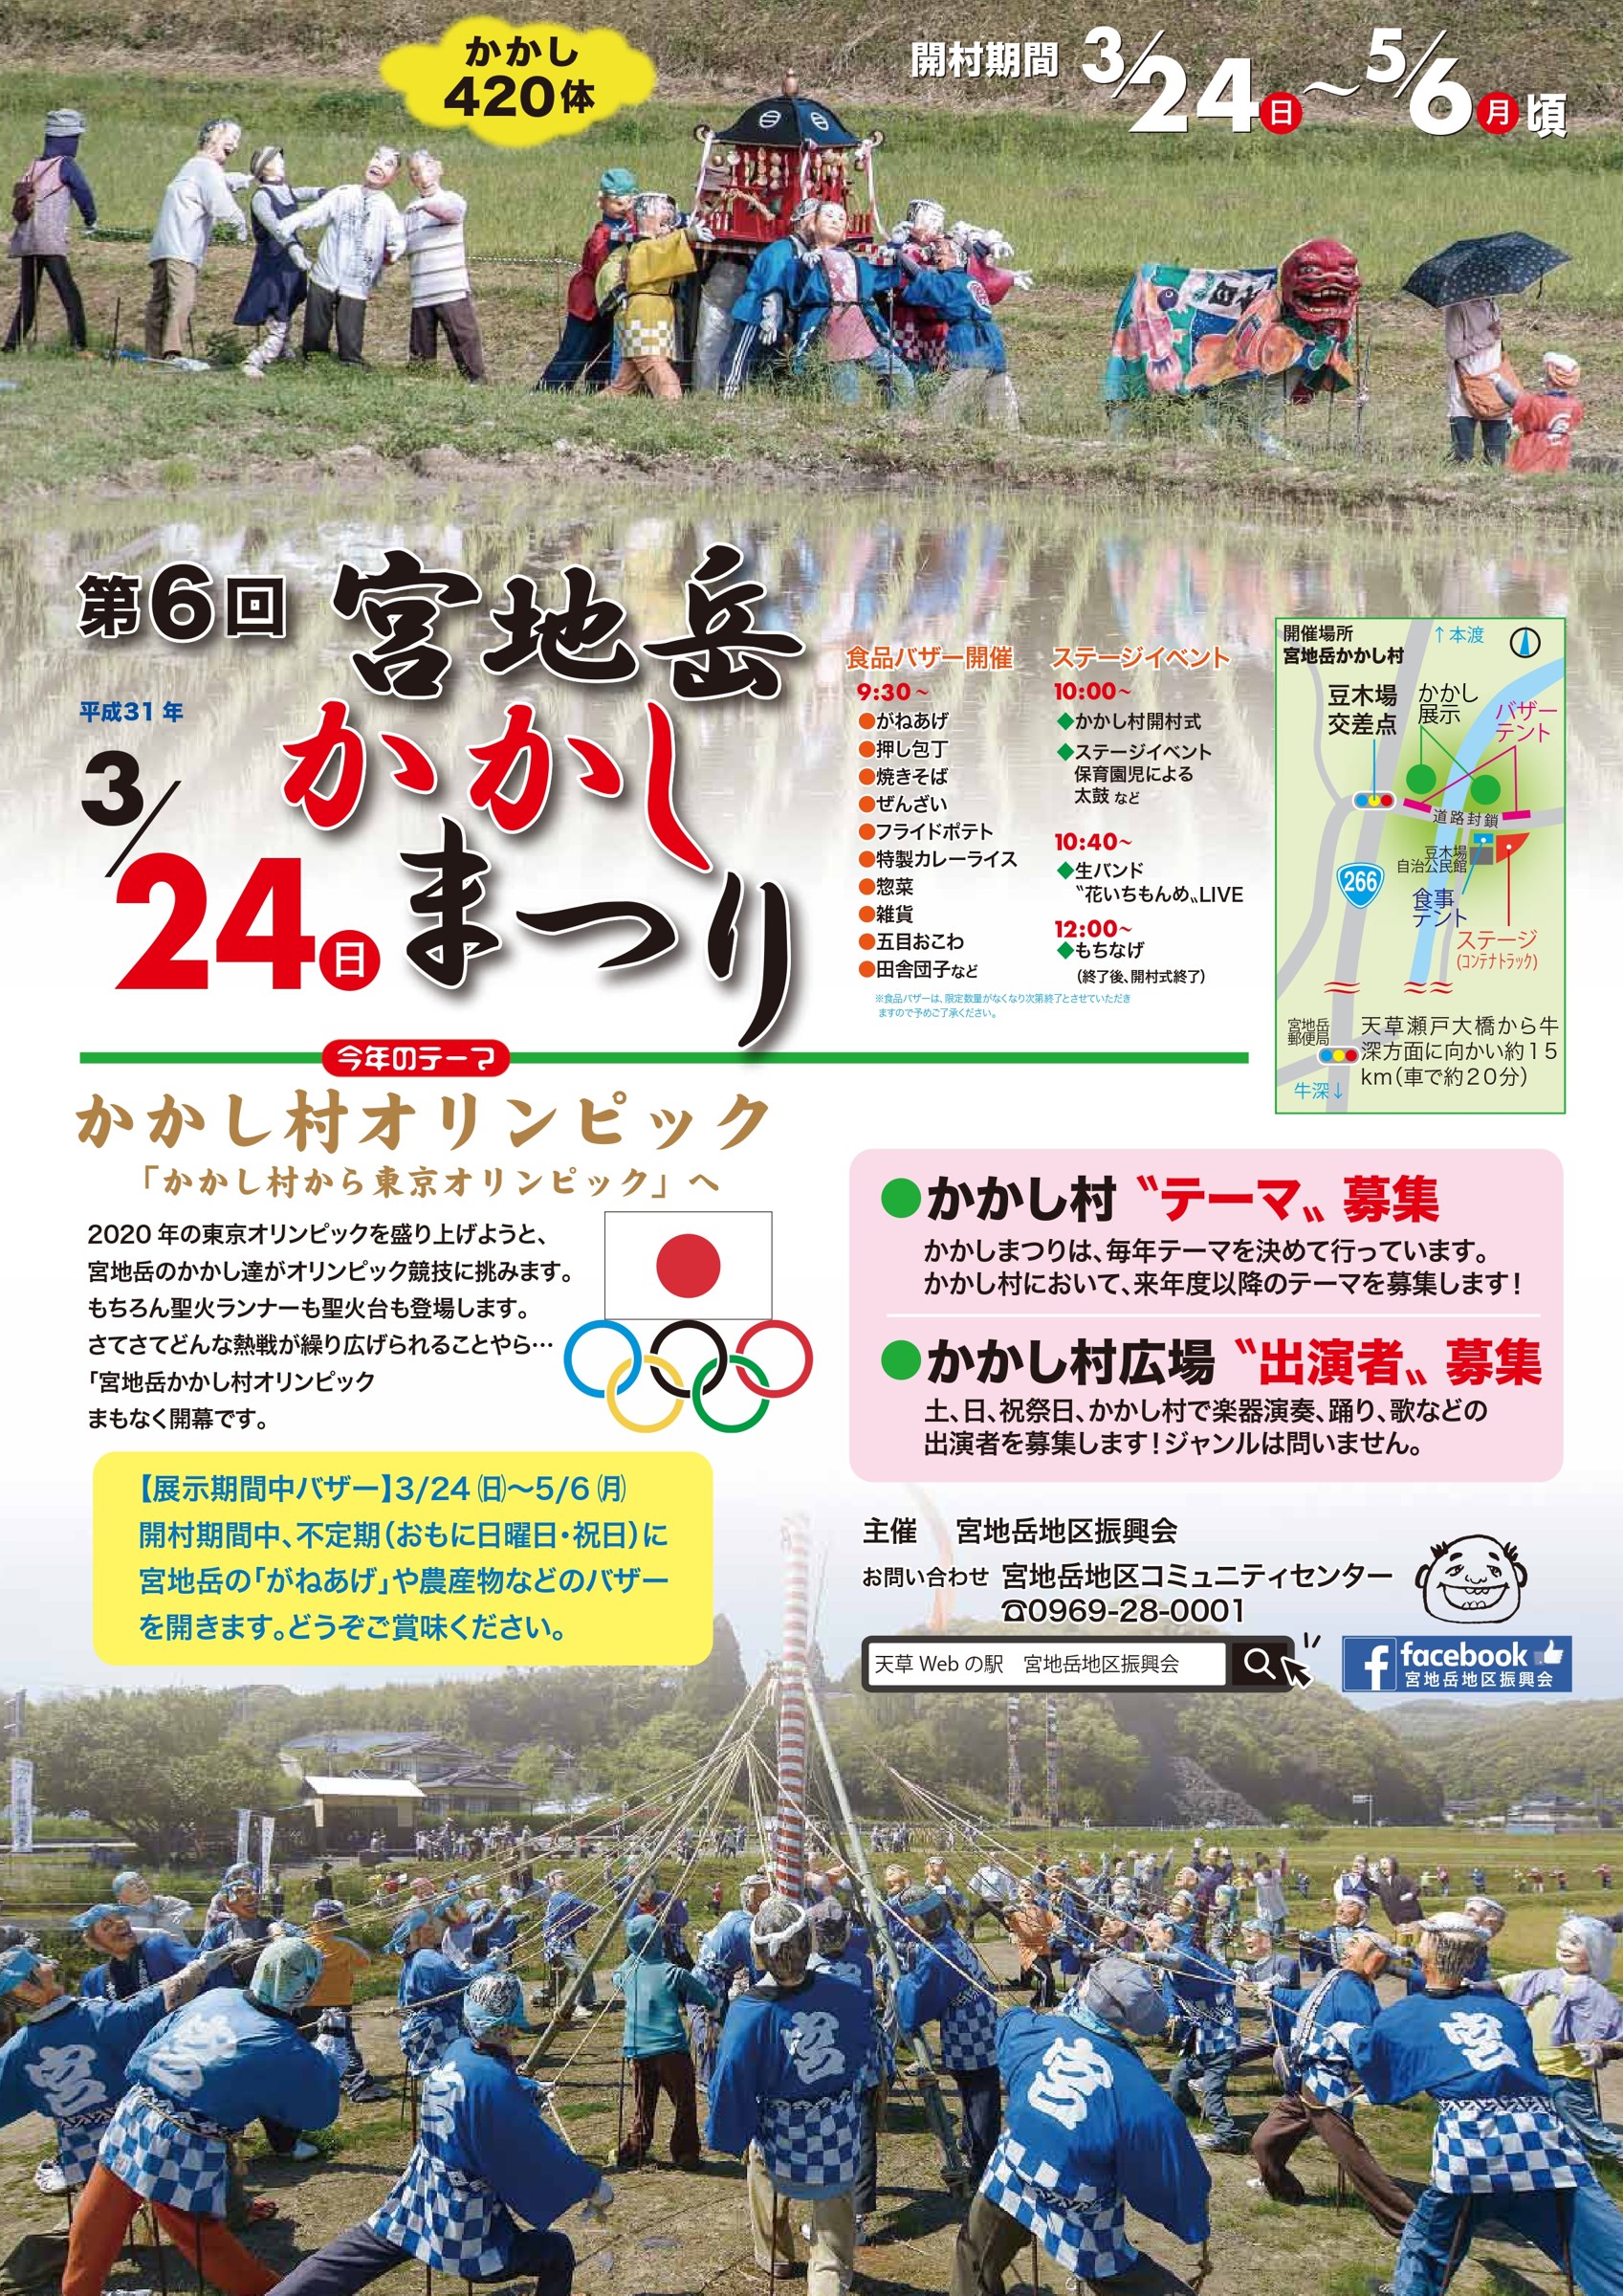 かかし
420体
開村期間 3/24日〜5/6月頃
第6回 宮地岳
かかし
まつり
平成31年
3/24日
食品バザー開催
9:30～
●がねあげ
●押し包丁
●焼きそば
●ぜんざい
●フライドポテト
●特製カレーライス
●惣菜
●雑貨
●五目おこわ
●田舎団子など
※食品バザーは、限定数量がなくなり次第終了とさせていただき
ますので予めご了承ください。
ステージイベント
10:00～
◆かかし村開村式
◆ステージイベント
保育園児による
太鼓 など
10:40～
◆生バンド
〝花いちもんめ〟LIVE
12:00～
◆もちなげ
（終了後、開村式終了）
開催場所
宮地岳かかし村
↑本渡
豆木場
交差点
かかし
展示
バザー
テント
道路封鎖
豆木場
自治公民館
266
食事
テント
ステージ
(コンテナトラック)
宮地岳
郵便局
牛深↓
天草瀬戸大橋から牛
深方面に向かい約15
km（車で約20分）
今年のテーマ
かかし村オリンピック
「かかし村から東京オリンピック」へ
2020年の東京オリンピックを盛り上げようと、
宮地岳のかかし達がオリンピック競技に挑みます。
もちろん聖火ランナーも聖火台も登場します。
さてさてどんな熱戦が繰り広げられることやら…
「宮地岳かかし村オリンピック
まもなく開幕です。
●かかし村〝テーマ〟募集
かかしまつりは、毎年テーマを決めて行っています。
かかし村において、来年度以降のテーマを募集します！
●かかし村広場〝出演者〟募集
土、日、祝祭日、かかし村で楽器演奏、踊り、歌などの
出演者を募集します！ジャンルは問いません。
【展示期間中バザー】3/24㈰〜5/6㈪
開村期間中、不定期（おもに日曜日・祝日）に
宮地岳の「がねあげ」や農産物などのバザー
を開きます。どうぞご賞味ください。
主催 宮地岳地区振興会
お問い合わせ 宮地岳地区コミュニティセンター
☎0969-28-0001
天草Webの駅 宮地岳地区振興会
facebook
宮地岳地区振興会
宮
宮
宮
宮
宮
宮